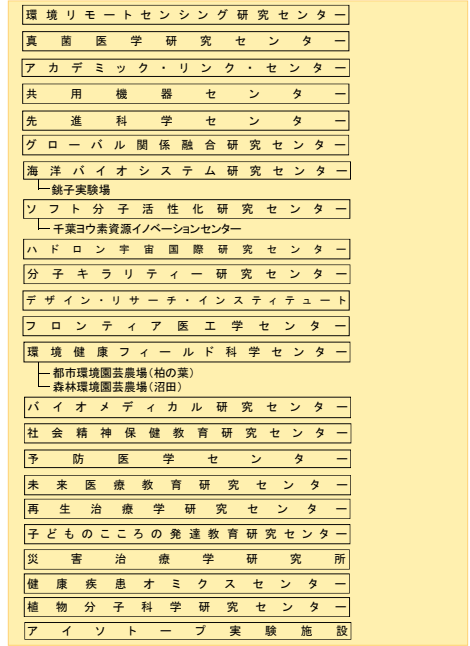 環境リモートセンシング研究センター
真菌医学研究センター
アカデミック・リンク・センター
共用機器センター
先進科学センター
グローバル関係融合研究センター
海洋バイオシステム研究センター
銚子実験場
ソフト分子活性化研究センター
千葉ヨウ素資源イノベーションセンター
ハドロン宇宙国際研究センター
分子キラリティー研究センター
デザイン・リサーチ・インスティテュート
フロンティア医工学センター
環境健康フィールド科学センター
都市環境園芸農場(柏の葉)
森林環境園芸農場(沼田)
バイオメディカル研究センター
社会精神保健教育研究センター
予防医学センター
未来医療教育研究センター
再生治療学研究センター
子どものこころの発達教育研究センター
災害治療学研究所
健康疾患オミクスセンター
植物分子科学研究センター
アイソトープ実験施設